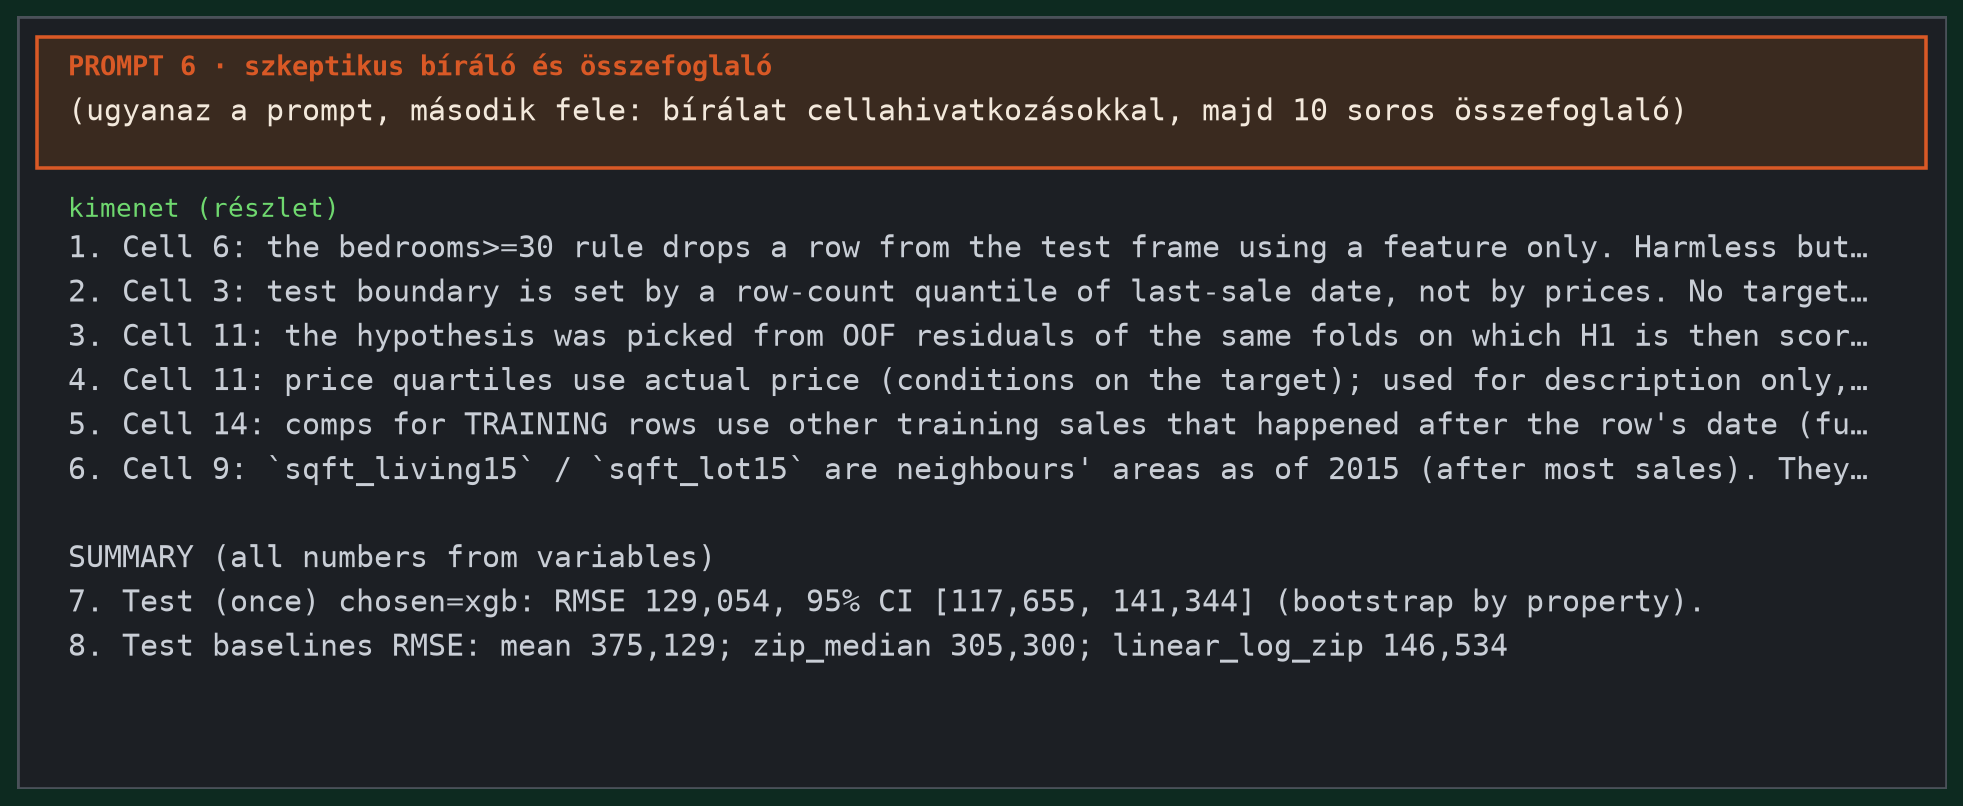 PROMPT 6 · szkeptikus bíráló és összefoglaló
(ugyanaz a prompt, második fele: bírálat cellahivatkozásokkal, majd 10 soros összefoglaló)
kimenet (részlet)
1. Cell 6: the bedrooms>=30 rule drops a row from the test frame using a feature only. Harmless but…
2. Cell 3: test boundary is set by a row-count quantile of last-sale date, not by prices. No target…
3. Cell 11: the hypothesis was picked from OOF residuals of the same folds on which H1 is then scor…
4. Cell 11: price quartiles use actual price (conditions on the target); used for description only,…
5. Cell 14: comps for TRAINING rows use other training sales that happened after the row's date (fu…
6. Cell 9: `sqft_living15` / `sqft_lot15` are neighbours' areas as of 2015 (after most sales). They…
SUMMARY (all numbers from variables)
7. Test (once) chosen=xgb: RMSE 129,054, 95% CI [117,655, 141,344] (bootstrap by property).
8. Test baselines RMSE: mean 375,129; zip_median 305,300; linear_log_zip 146,534